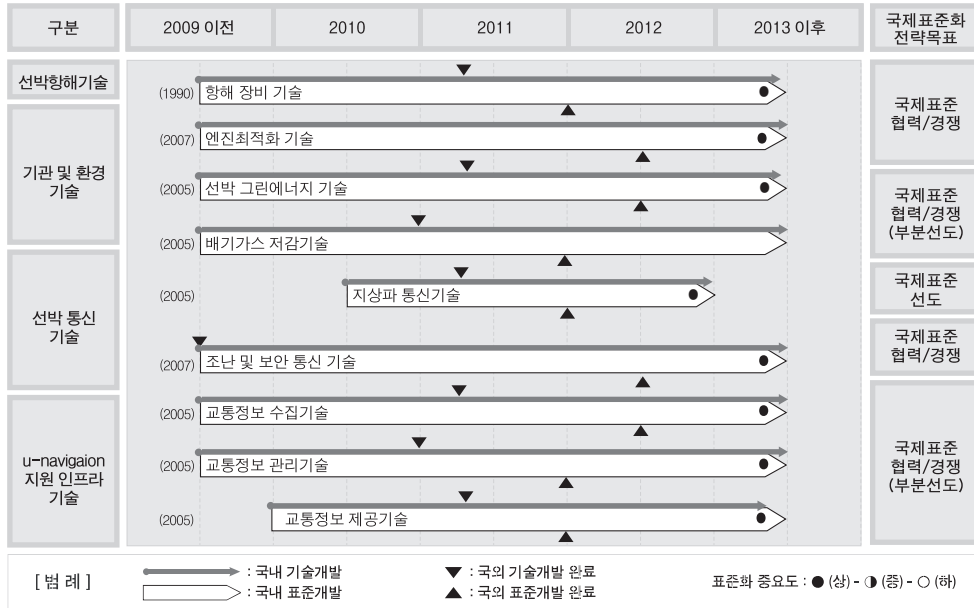 구분
2009 이전
2010
2011
2012
2013 이후
국제표준화
전략목표
선박항해기술
(1990)
항해 장비 기술
국제표준
협력/경쟁
기관 및 환경
기술
(2007)
엔진최적화 기술
(2005)
선박 그린에너지 기술
(2005)
배기가스 저감기술
국제표준
협력/경쟁
(부분선도)
선박 통신
기술
(2005)
지상파 통신기술
국제표준
선도
(2007)
조난 및 보안 통신 기술
국제표준
협력/경쟁
u-navigaion
지원 인프라
기술
(2005)
교통정보 수집기술
(2005)
교통정보 관리기술
(2005)
교통정보 제공기술
국제표준
협력/경쟁
(부분선도)
[ 범 례 ]
: 국내 기술개발
: 국내 표준개발
▼ : 국외 기술개발 완료
▲ : 국외 표준개발 완료
표준화 중요도 : ● (상) - ◑ (중) - ○ (하)